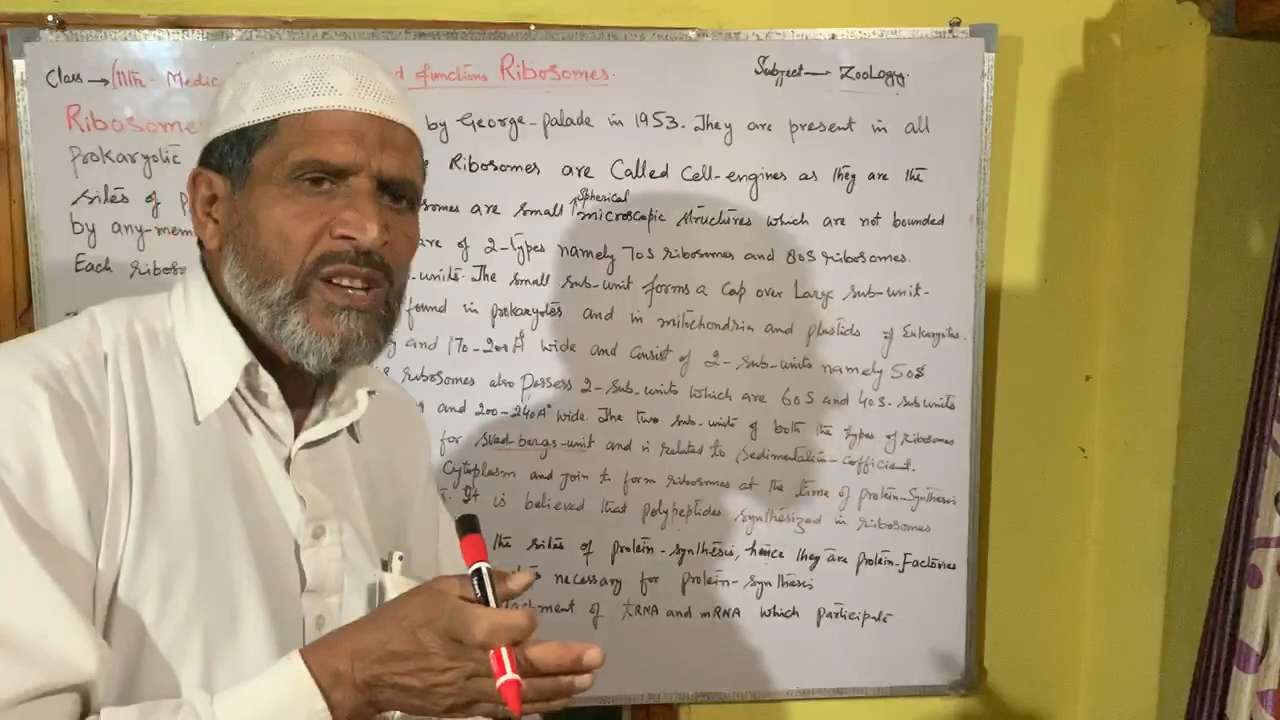 Class → 11th - Medic functions Ribosomes. Subject — Zoology.
Ribosome by George-palade in 1953. They are present in all
Prokaryotic Ribosomes are Called Cell-engines as they are the
Spherical
sites of somes are small microscopic structures which are not bounded
by any-mem are of 2-types namely 70S ribosomes and 80S ribosomes.
Each riboso units. The small sub-unit forms a Cap over Large sub-unit-
found in prokaryotes and in mitochondria and plastids of Eukaryotes.
and 170-200A° wide and Consist of 2-sub-units namely 50S
ribosomes also Possess 2-sub-units which are 60S and 40S-subunits
and 200-240A° wide. The two sub-units of both the types of ribosomes
for Sved-bergs-unit and is related to Sedimentation-Cofficient.
Cytoplasm and join to form ribosomes at the time of protein-Synthesis
It is believed that polypeptides synthesized in ribosomes
the sites of protein-synthesis, hence they are protein-Factories
necessary for protein-synthesis
tachment of tRNA and mRNA which participate